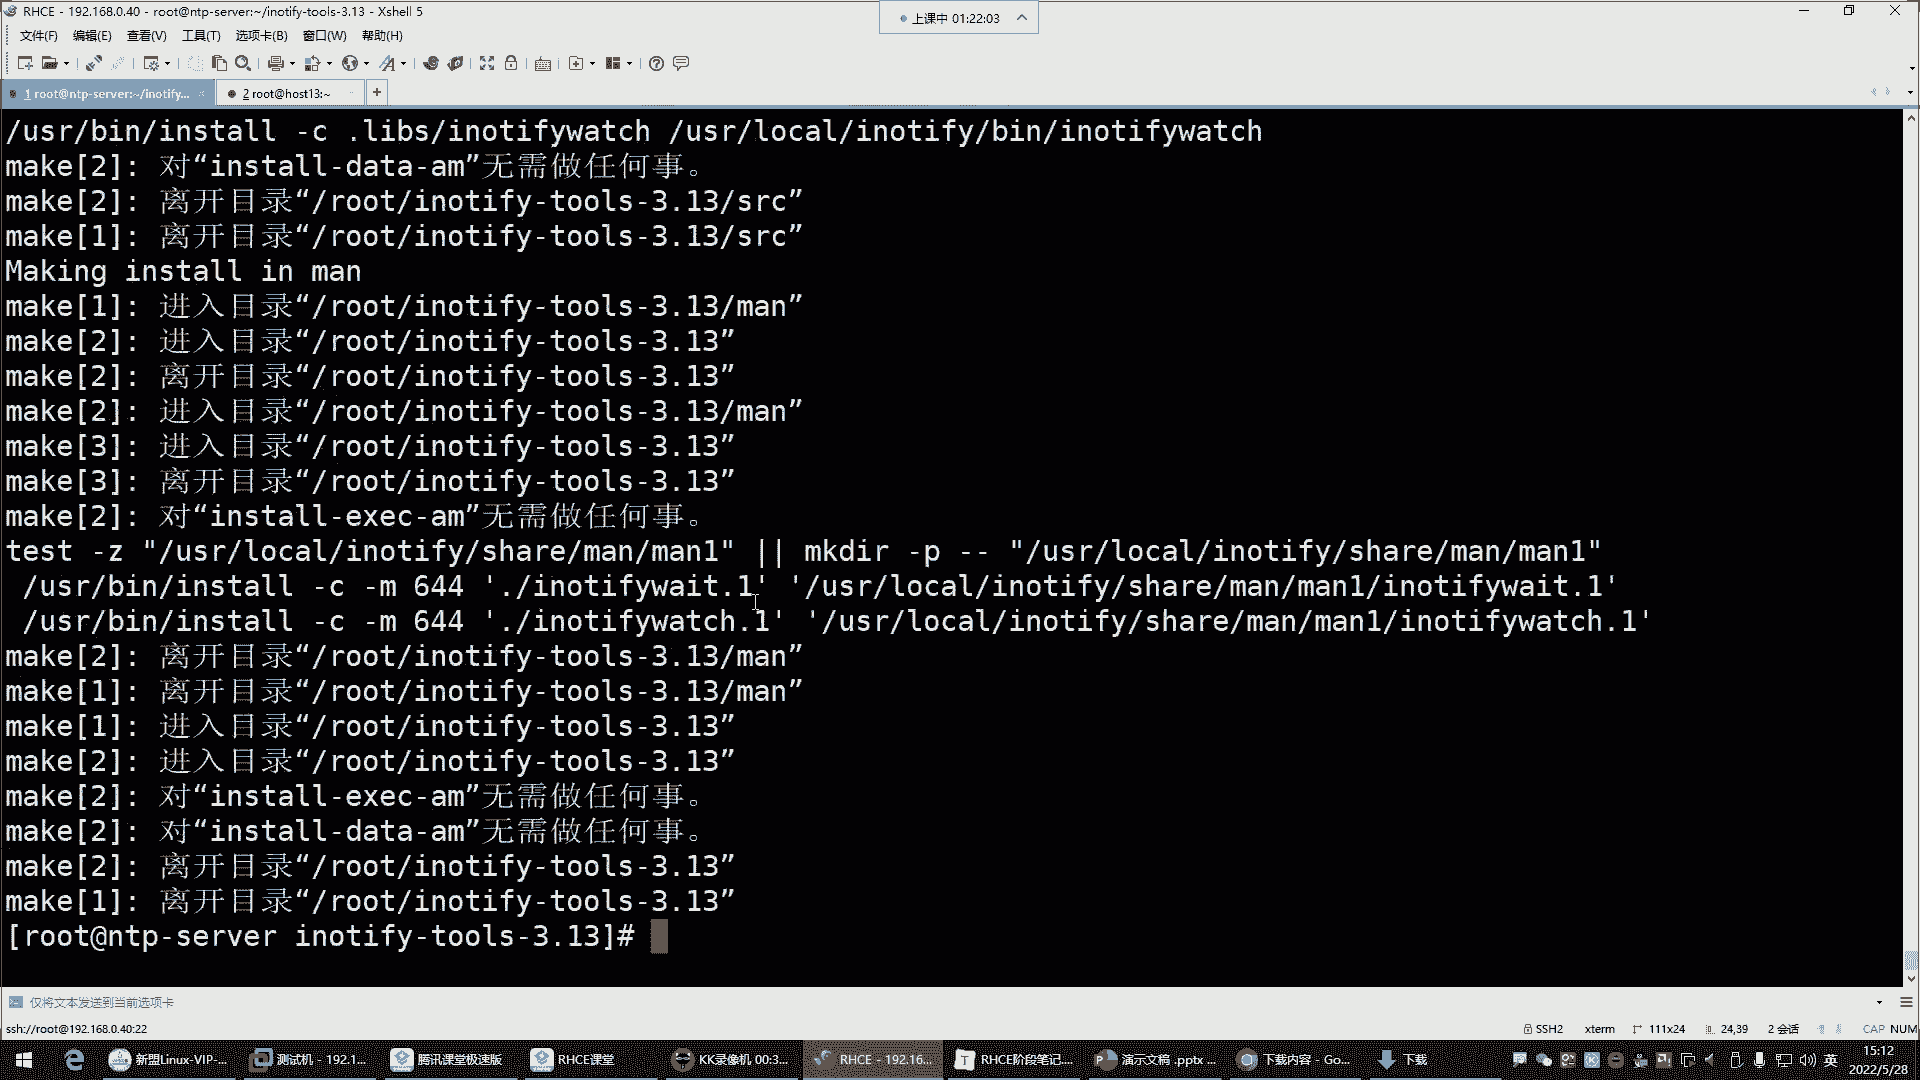 RHCE - 192.168.0.40 - root@ntp-server:~/inotify-tools-3.13 - Xshell 5
上课中 01:22:03
文件(F) 编辑(E) 查看(V) 工具(T) 选项卡(B) 窗口(W) 帮助(H)
1 root@ntp-server:~/inotify... 2 root@host13:~
/usr/bin/install -c .libs/inotifywatch /usr/local/inotify/bin/inotifywatch
make[2]: 对“install-data-am”无需做任何事。
make[2]: 离开目录“/root/inotify-tools-3.13/src”
make[1]: 离开目录“/root/inotify-tools-3.13/src”
Making install in man
make[1]: 进入目录“/root/inotify-tools-3.13/man”
make[2]: 进入目录“/root/inotify-tools-3.13”
make[2]: 离开目录“/root/inotify-tools-3.13”
make[2]: 进入目录“/root/inotify-tools-3.13/man”
make[3]: 进入目录“/root/inotify-tools-3.13”
make[3]: 离开目录“/root/inotify-tools-3.13”
make[2]: 对“install-exec-am”无需做任何事。
test -z "/usr/local/inotify/share/man/man1" || mkdir -p -- "/usr/local/inotify/share/man/man1"
/usr/bin/install -c -m 644 './inotifywait.1' '/usr/local/inotify/share/man/man1/inotifywait.1'
/usr/bin/install -c -m 644 './inotifywatch.1' '/usr/local/inotify/share/man/man1/inotifywatch.1'
make[2]: 离开目录“/root/inotify-tools-3.13/man”
make[1]: 离开目录“/root/inotify-tools-3.13/man”
make[1]: 进入目录“/root/inotify-tools-3.13”
make[2]: 进入目录“/root/inotify-tools-3.13”
make[2]: 对“install-exec-am”无需做任何事。
make[2]: 对“install-data-am”无需做任何事。
make[2]: 离开目录“/root/inotify-tools-3.13”
make[1]: 离开目录“/root/inotify-tools-3.13”
[root@ntp-server inotify-tools-3.13]#
仅将文本发送到当前选项卡
ssh://root@192.168.0.40:22 SSH2 xterm 111x24 24,39 2 会话 CAP NUM
新盟Linux-VIP-... 测试机 - 192.1... 腾讯课堂极速版 RHCE课堂 KK录像机 00:3... RHCE - 192.16... RHCE阶段笔记.... 演示文稿 .pptx ... 下载内容 - Go... 下载 英 15:12
2022/5/28